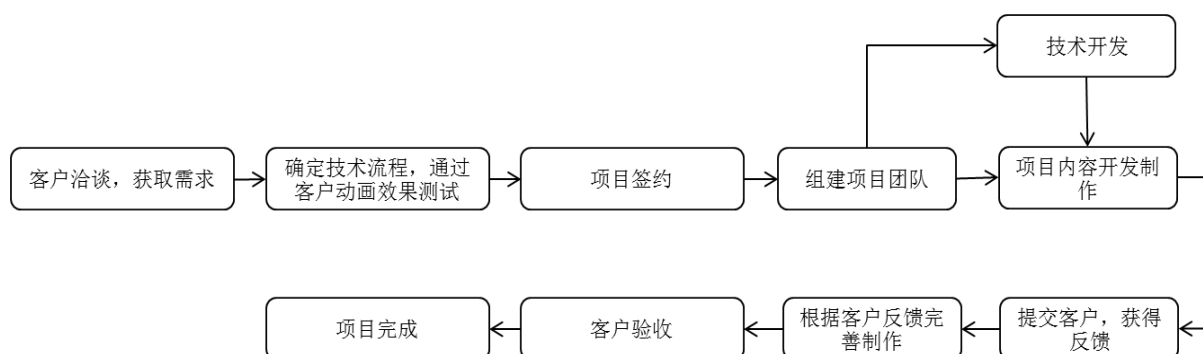 技术开发
客户洽谈，获取需求
确定技术流程，通过
客户动画效果测试
项目签约
组建项目团队
项目内容开发制
作
项目完成
客户验收
根据客户反馈完
善制作
提交客户，获得
反馈